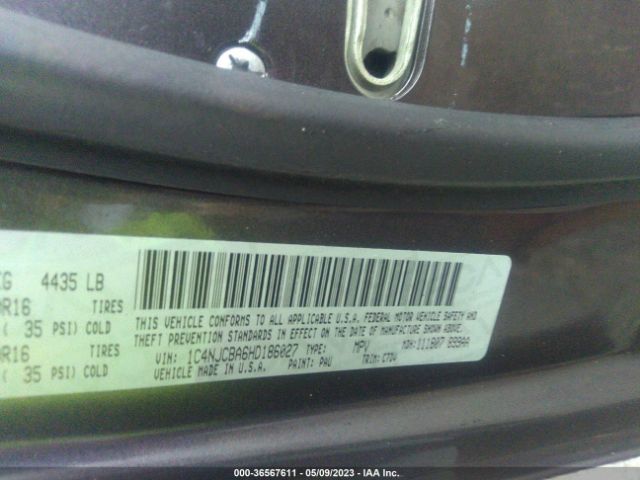 G 4435 LB
R16 TIRES
( 35 PSI) COLD
R16 TIRES
( 35 PSI) COLD
THIS VEHICLE CONFORMS TO ALL APPLICABLE U.S.A. FEDERAL MOTOR VEHICLE SAFETY
THEFT PREVENTION STANDARDS IN EFFECT ON THE DATE OF MANUFACTURE SHOWN ABOVE.
VIN: 1C4NJCBA6HD186027 TYPE: MPV MDH:
VEHICLE MADE IN U.S.A. PAINT: PAU TRIM:
000-36567611 - 05/09/2023 - IAA Inc.